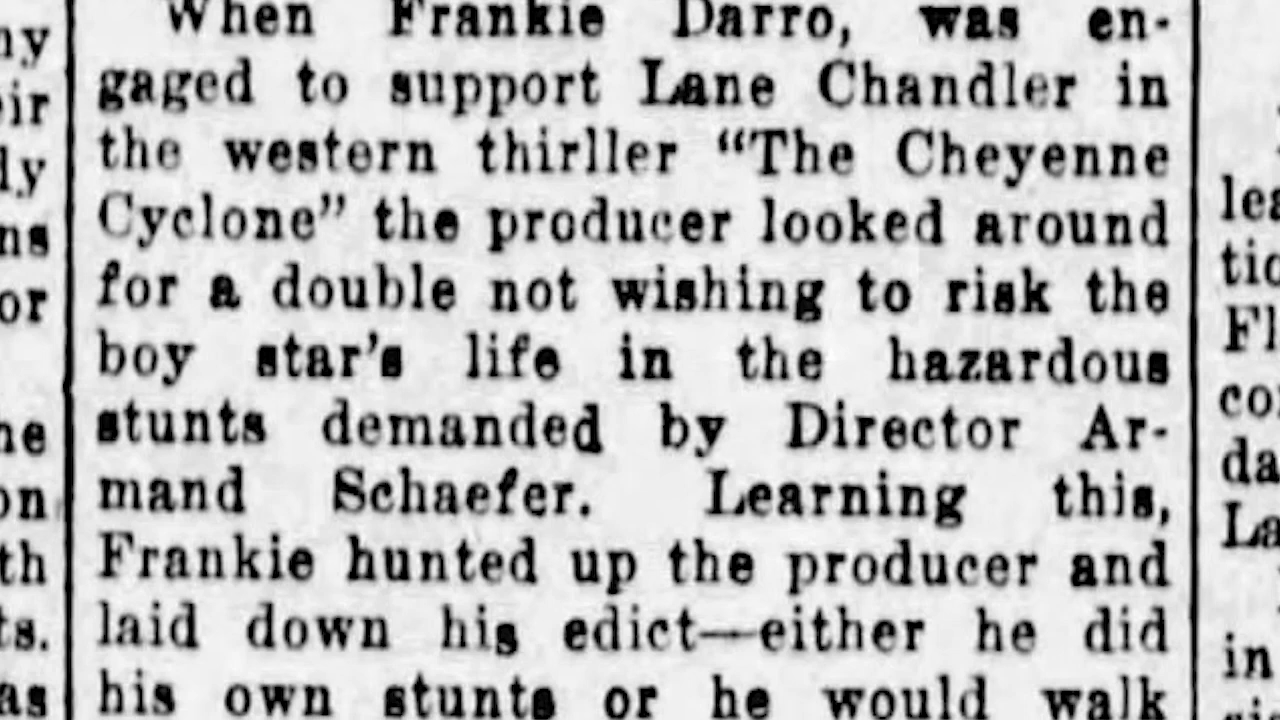 When Frankie Darro, was en-
gaged to support Lane Chandler in
the western thirller “The Cheyenne
Cyclone” the producer looked around
for a double not wishing to risk the
boy star’s life in the hazardous
stunts demanded by Director Ar-
mand Schaefer. Learning this,
Frankie hunted up the producer and
laid down his edict—either he did
his own stunts or he would walk